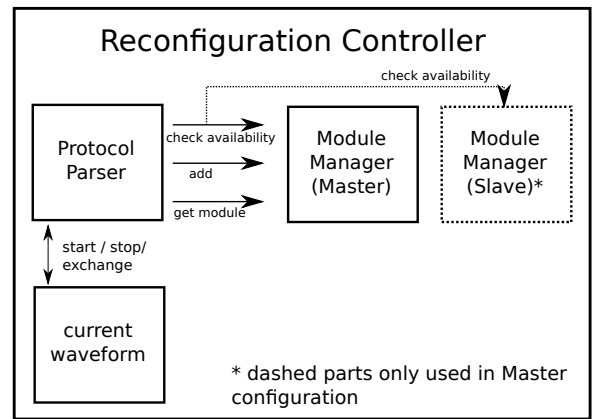 Reconfiguration Controller
check availability
Protocol
Parser
check availability
add
get module
Module
Manager
(Master)
Module
Manager
(Slave)*
start / stop/
exchange
current
waveform
* dashed parts only used in Master
configuration